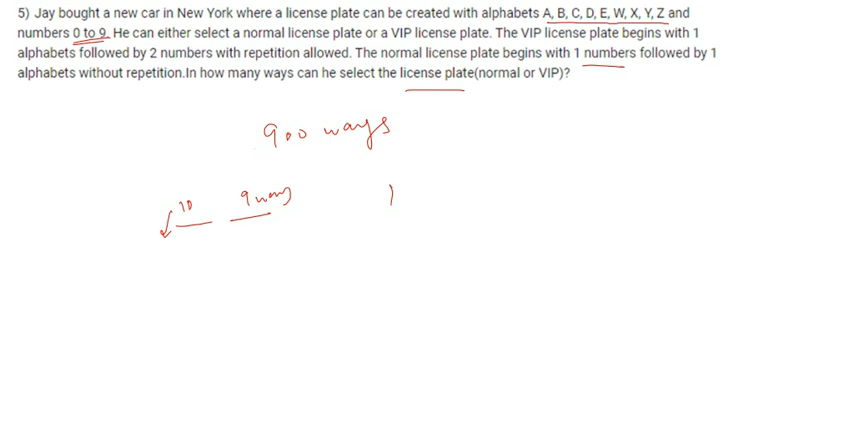 5) Jay bought a new car in New York where a license plate can be created with alphabets A, B, C, D, E, W, X, Y, Z and
numbers 0 to 9. He can either select a normal license plate or a VIP license plate. The VIP license plate begins with 1
alphabets followed by 2 numbers with repetition allowed. The normal license plate begins with 1 numbers followed by 1
alphabets without repetition.In how many ways can he select the license plate(normal or VIP)?
900 ways
10 9 ways )